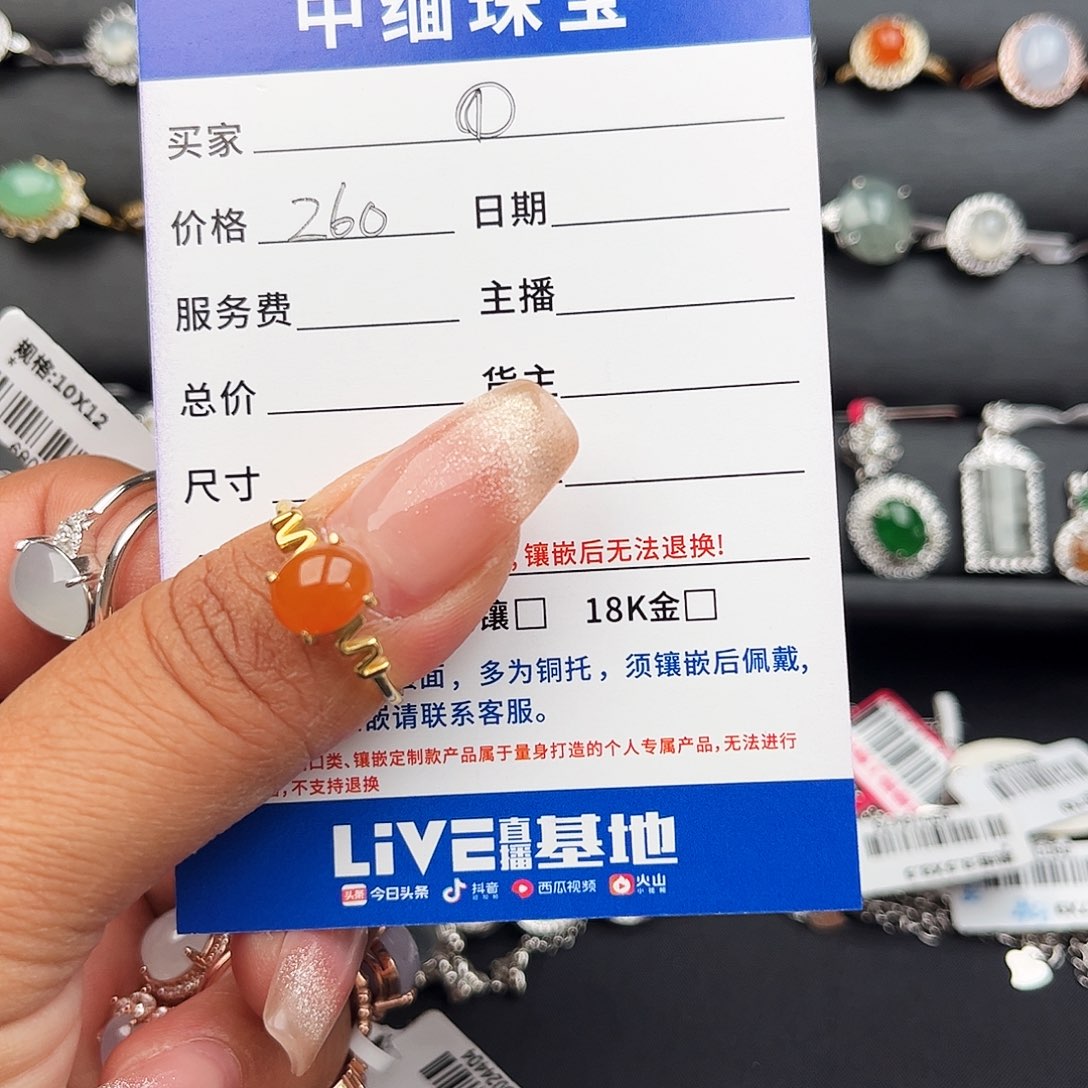 中缅珠宝
买家 ①
价格 260 日期
服务费 主播
总价 货主
尺寸
,镶嵌后无法退换!
镶□ 18K金□
面，多为铜托，须镶嵌后佩戴,
嵌请联系客服。
口类、镶嵌定制款产品属于量身打造的个人专属产品,无法进行
,不支持退换
LiVE直播基地
头条 今日头条 抖音 西瓜视频 火山
规格:10X12